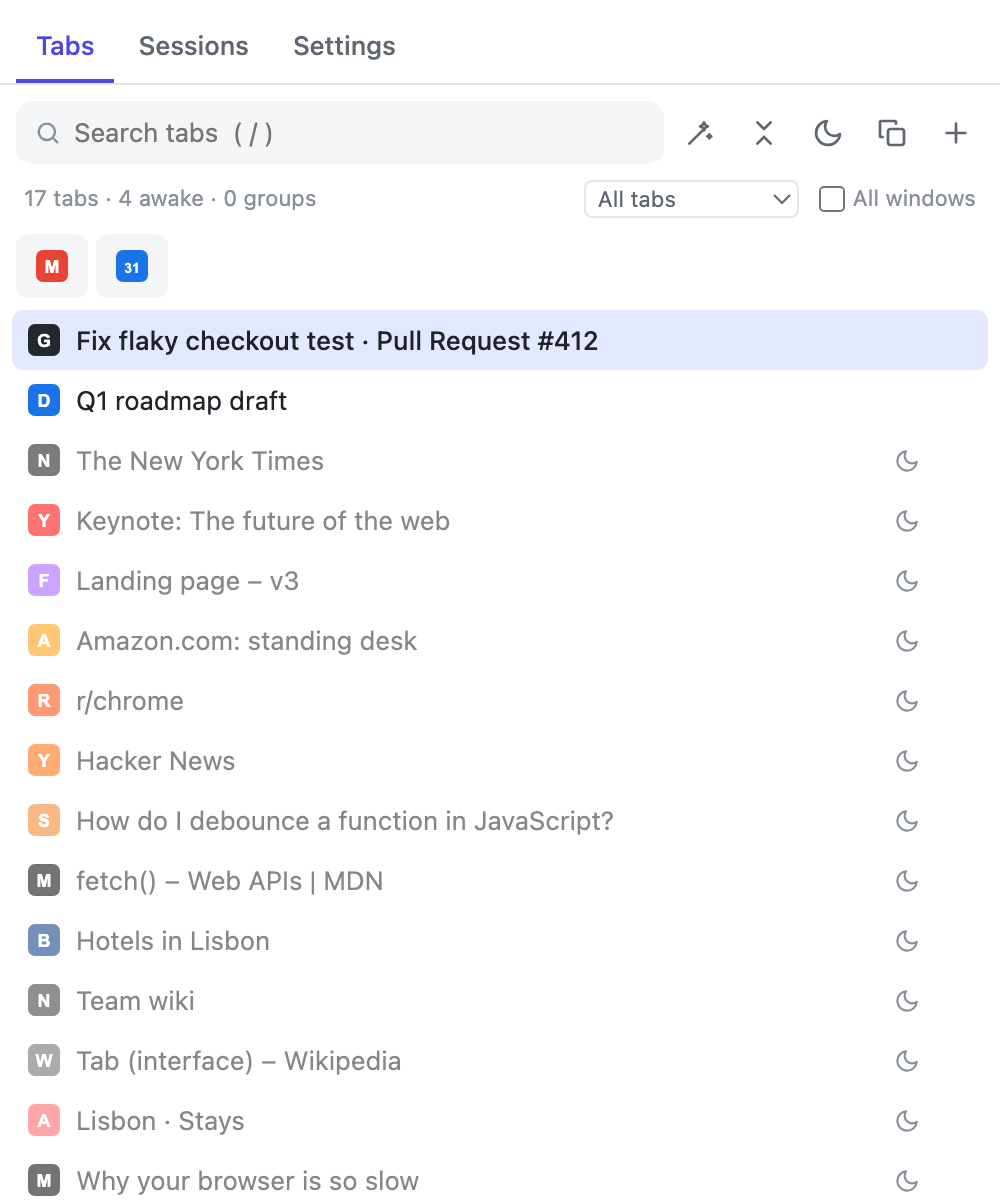 Tabs Sessions Settings
Search tabs ( / )
17 tabs · 4 awake · 0 groups All tabs All windows
M 31
G Fix flaky checkout test · Pull Request #412
D Q1 roadmap draft
N The New York Times
Y Keynote: The future of the web
F Landing page – v3
A Amazon.com: standing desk
R r/chrome
Y Hacker News
S How do I debounce a function in JavaScript?
M fetch() – Web APIs | MDN
B Hotels in Lisbon
N Team wiki
W Tab (interface) – Wikipedia
A Lisbon · Stays
M Why your browser is so slow